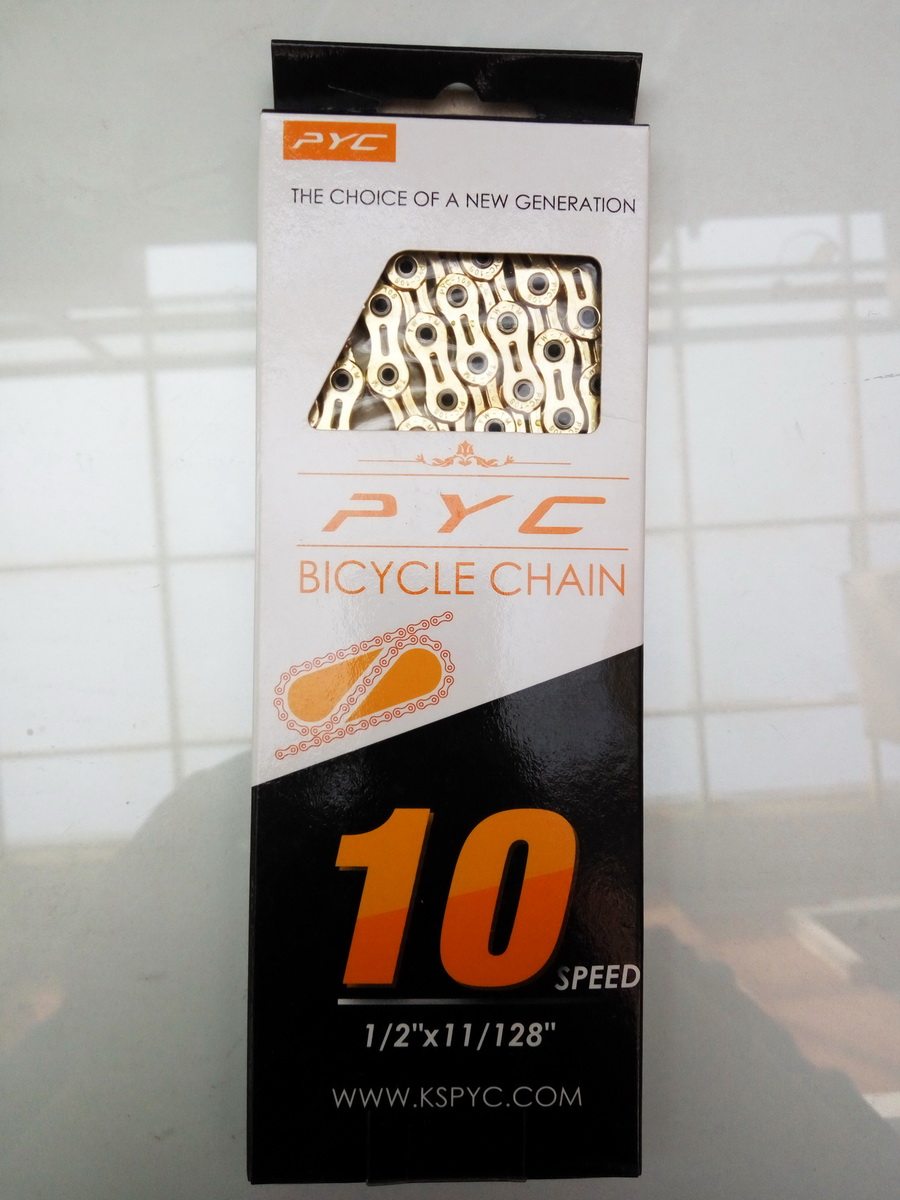 PYC
THE CHOICE OF A NEW GENERATION
PYC
BICYCLE CHAIN
10
SPEED
1/2"x11/128"
WWW.KSPYC.COM